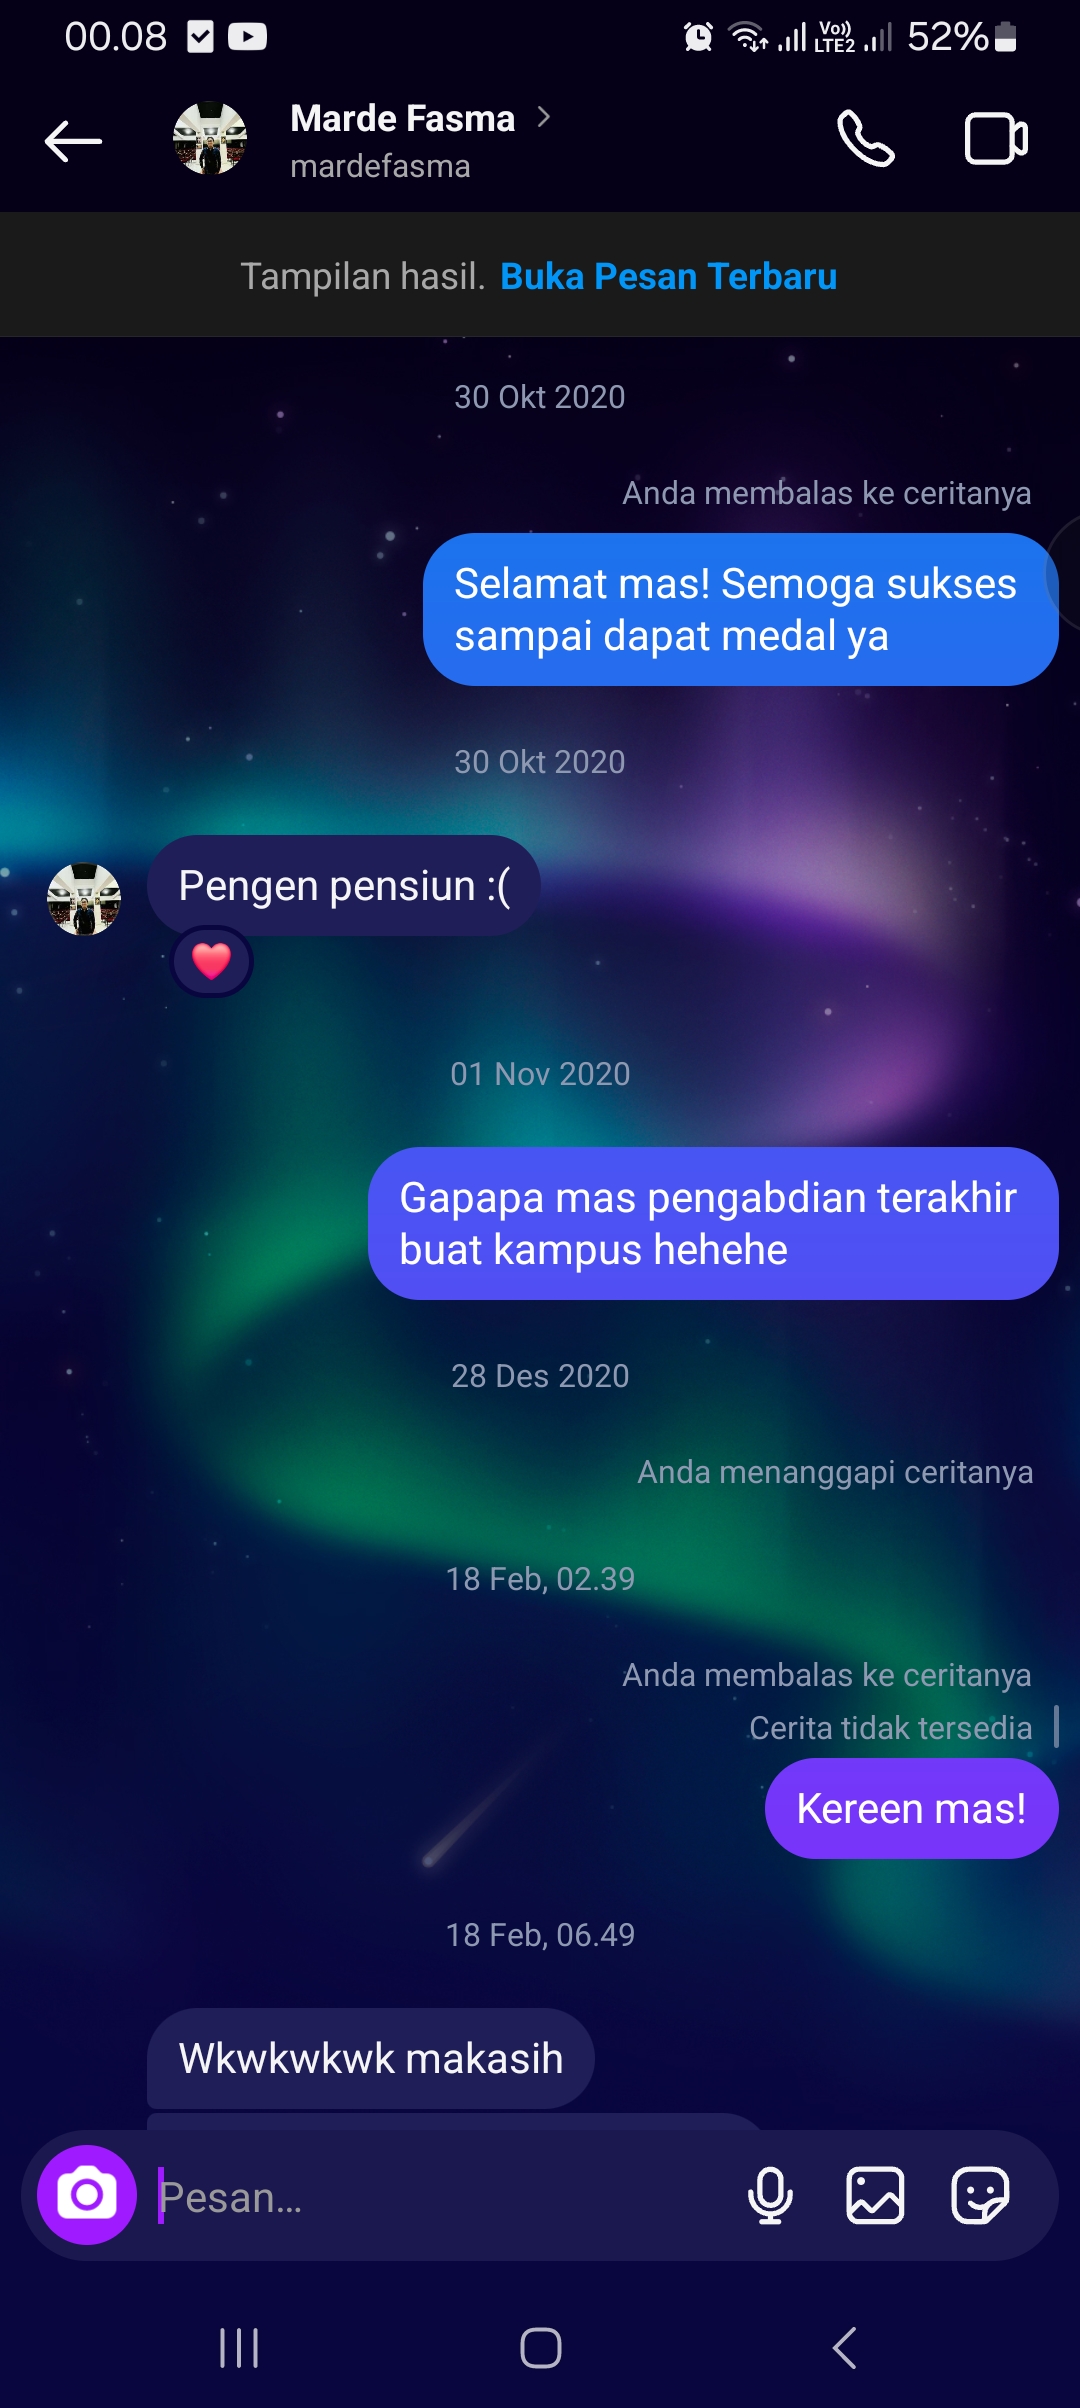 00.08
Vo)) LTE2 52%
Marde Fasma
mardefasma
Tampilan hasil. Buka Pesan Terbaru
30 Okt 2020
Anda membalas ke ceritanya
Selamat mas! Semoga sukses
sampai dapat medal ya
30 Okt 2020
Pengen pensiun :(
01 Nov 2020
Gapapa mas pengabdian terakhir
buat kampus hehehe
28 Des 2020
Anda menanggapi ceritanya
18 Feb, 02.39
Anda membalas ke ceritanya
Cerita tidak tersedia
Kereen mas!
18 Feb, 06.49
Wkwkwkwk makasih
Pesan...